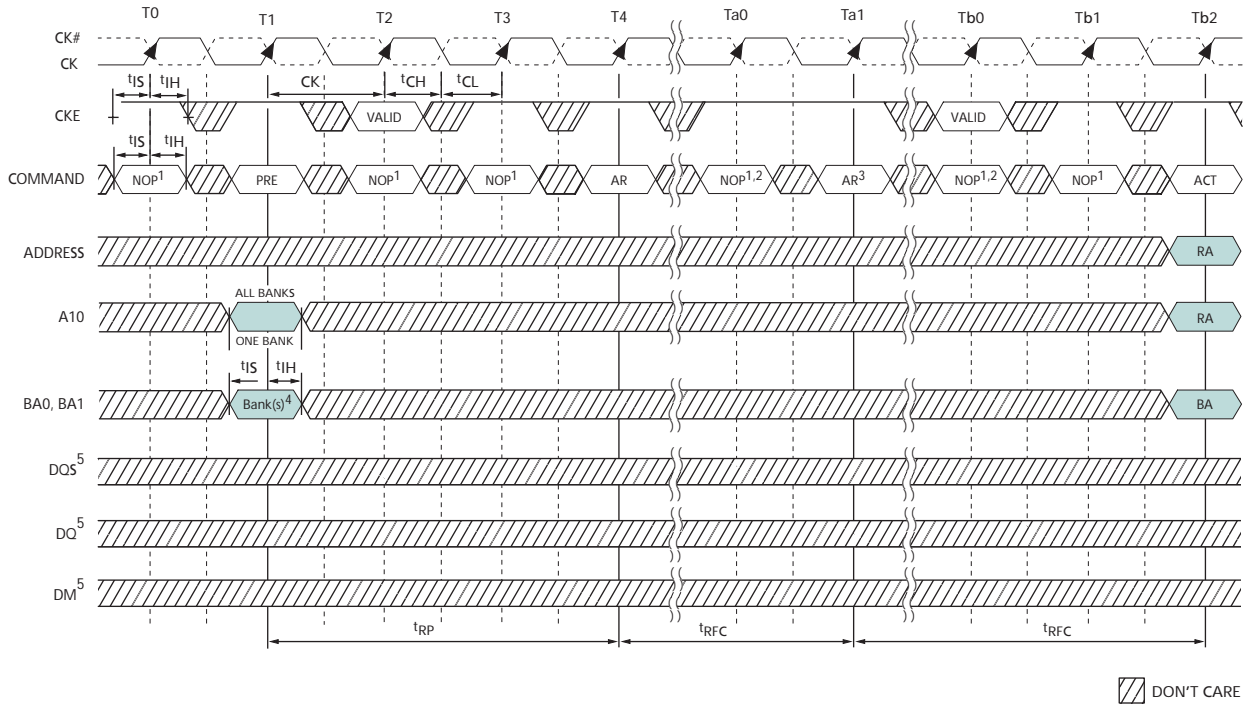 T0 T1 T2 T3 T4 Ta0 Ta1 Tb0 Tb1 Tb2
CK#
CK
tIS tIH CK tCH tCL
CKE VALID VALID
tIS tIH
COMMAND NOP1 PRE NOP1 NOP1 AR NOP1,2 AR3 NOP1,2 NOP1 ACT
ADDRESS RA
ALL BANKS
A10 RA
ONE BANK
tIS tIH
BA0, BA1 Bank(s)4 BA
DQS5
DQ5
DM5
tRP tRFC tRFC
DON'T CARE